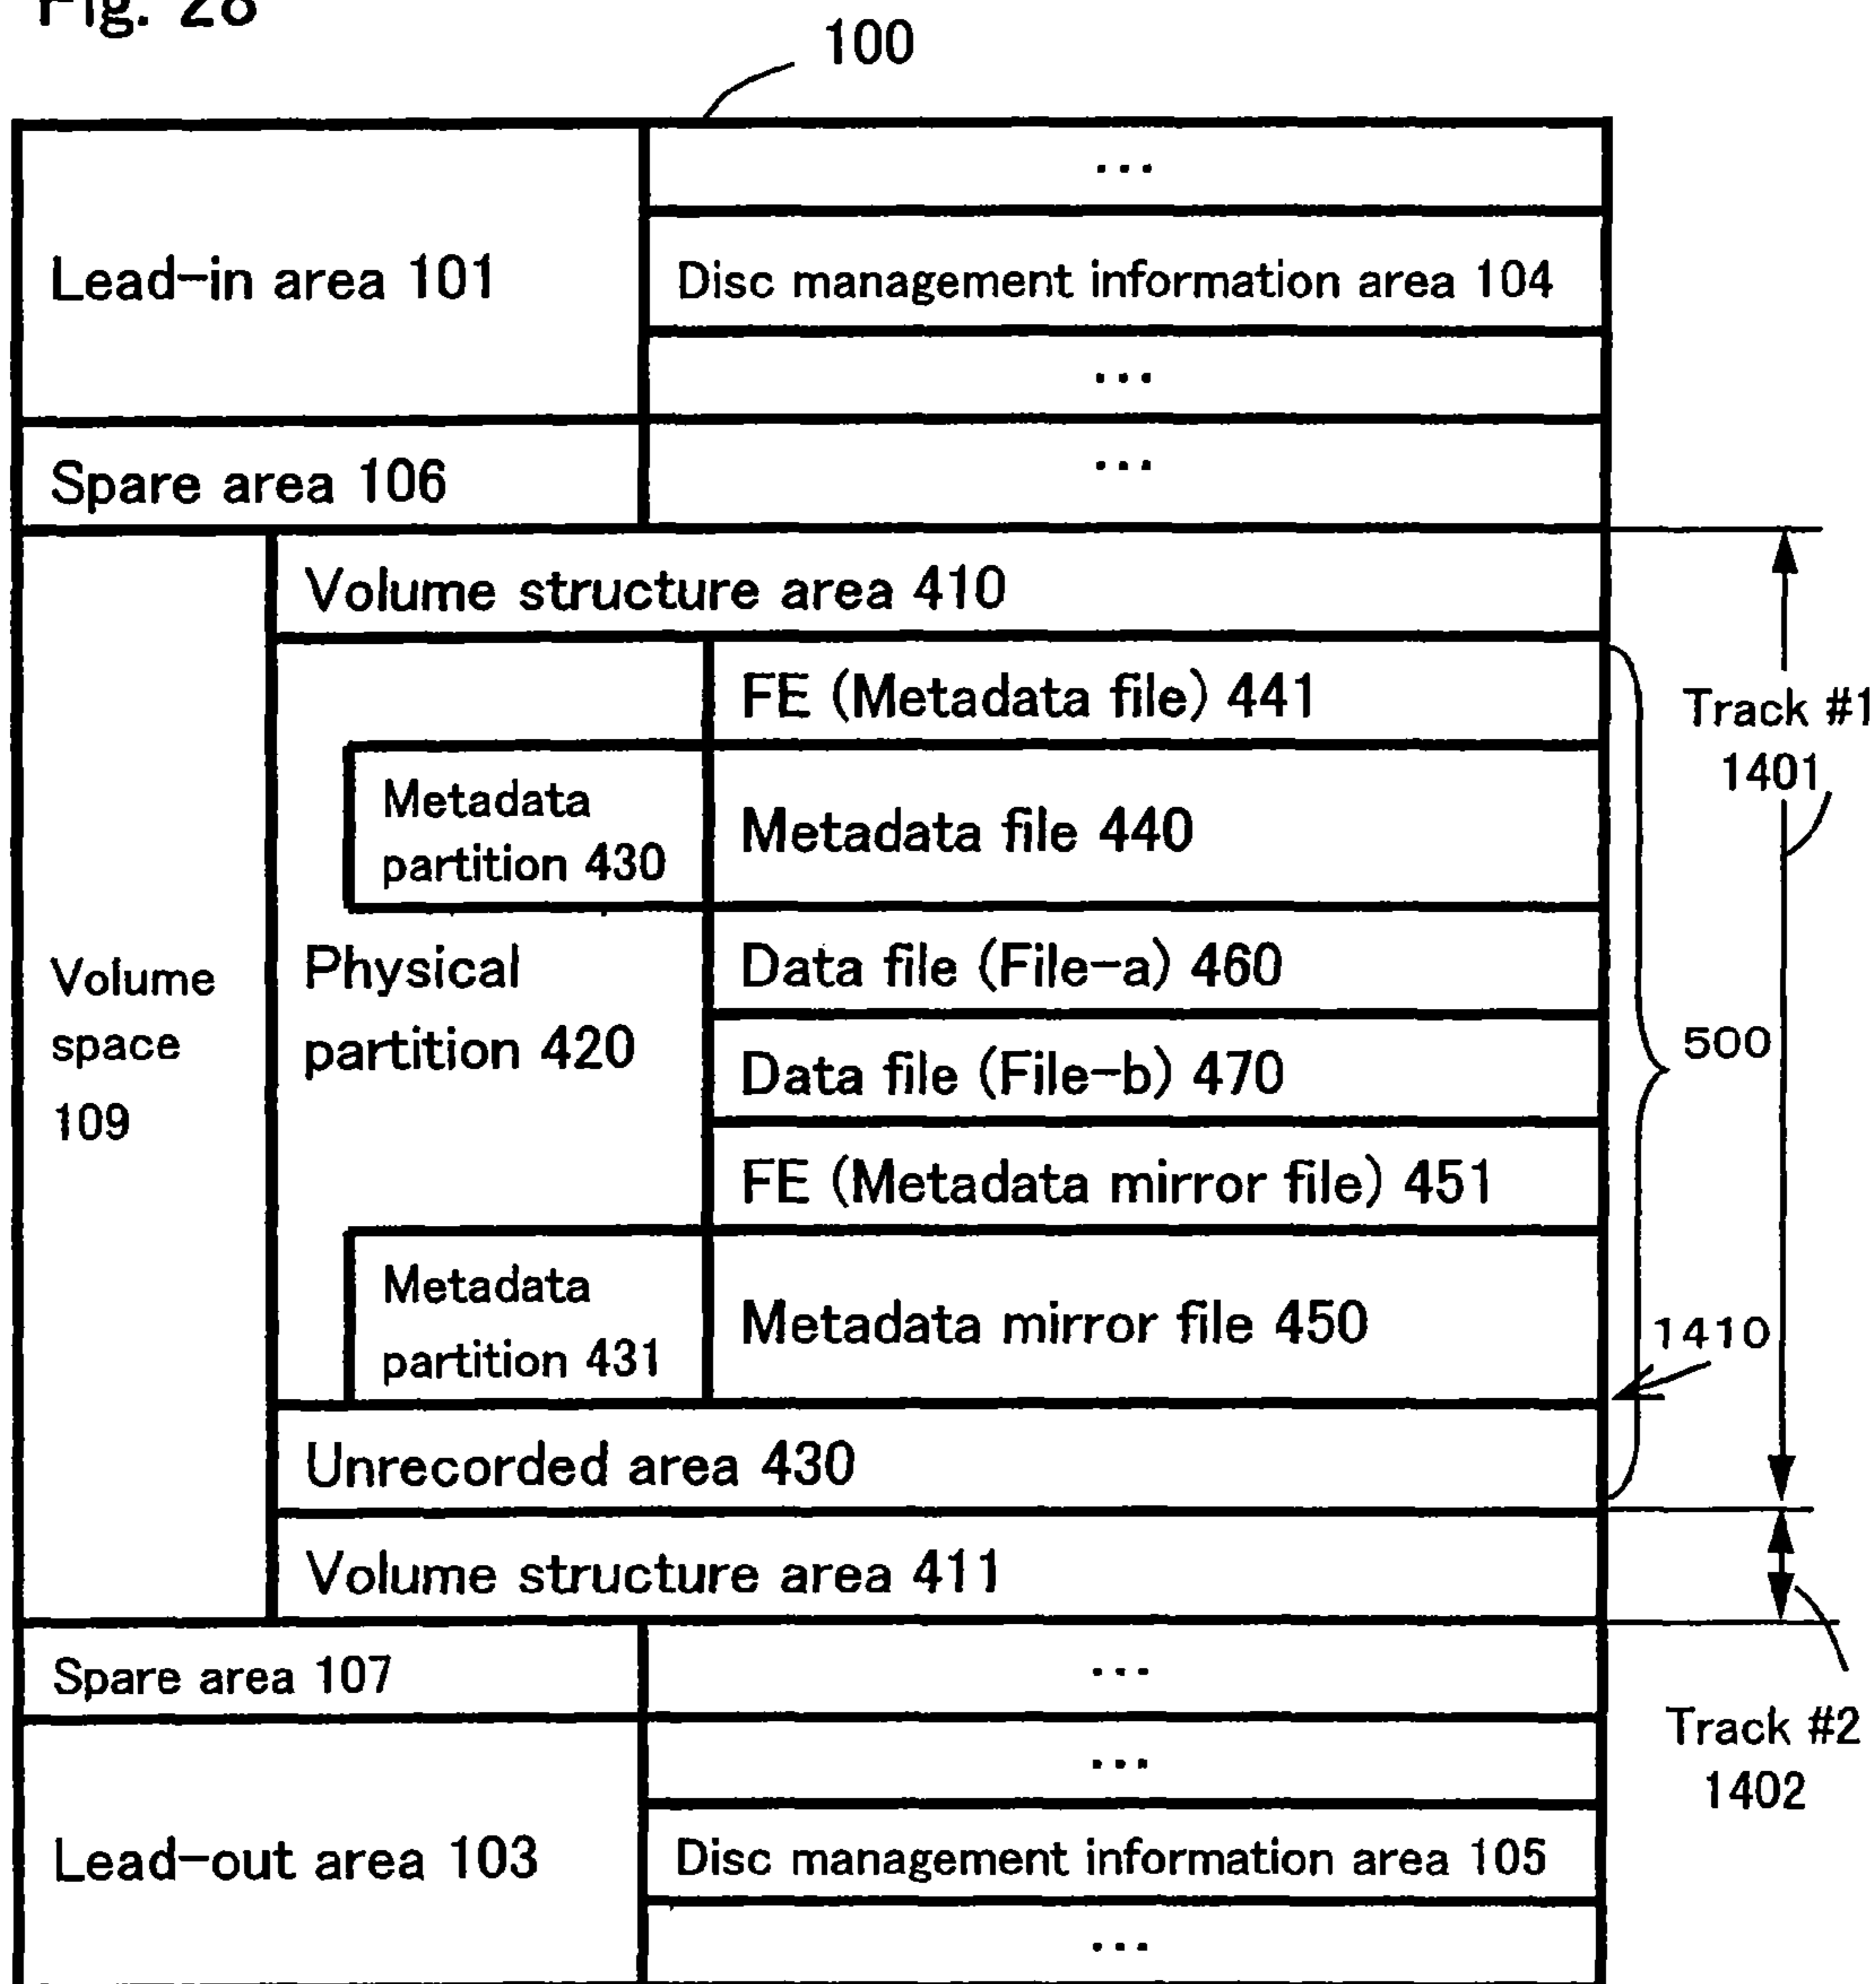 Fig. 28
100
...
Lead-in area 101
Disc management information area 104
...
Spare area 106
...
Volume structure area 410
FE (Metadata file) 441
Track #1
1401
Metadata
partition 430
Metadata file 440
Volume
space
109
Physical
partition 420
Data file (File-a) 460
Data file (File-b) 470
500
FE (Metadata mirror file) 451
Metadata
partition 431
Metadata mirror file 450
1410
Unrecorded area 430
Volume structure area 411
Spare area 107
...
Track #2
1402
...
Lead-out area 103
Disc management information area 105
...